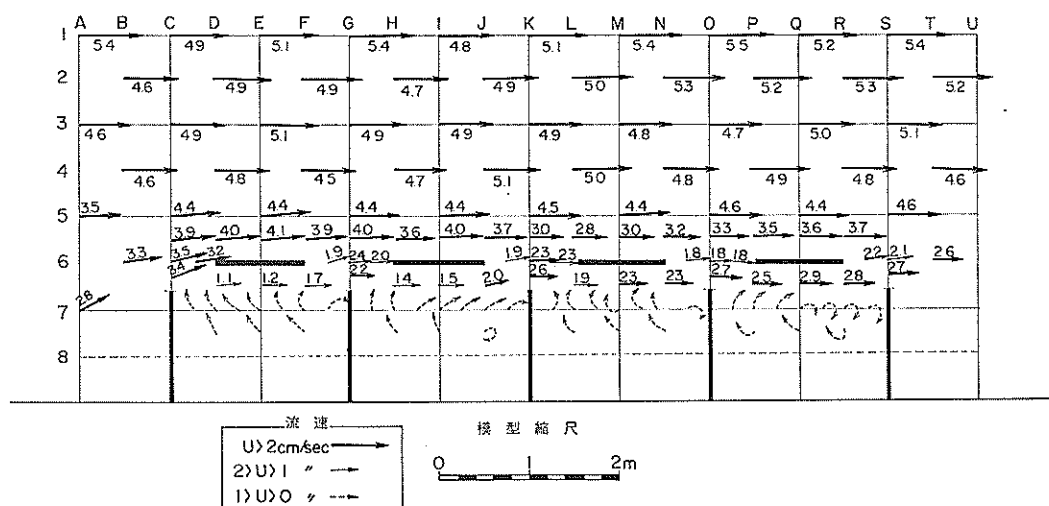 A B C D E F G H I J K L M N O P Q R S T U
1
5.4 4.9 5.1 5.4 4.8 5.1 5.4 5.5 5.2 5.4
2
4.6 4.9 4.9 4.7 4.9 5.0 5.3 5.2 5.3 5.2
3
4.6 4.9 5.1 4.9 4.9 4.9 4.8 4.7 5.0 5.1
4
4.6 4.8 4.5 4.7 5.1 5.0 4.8 4.9 4.8 4.6
3.5 4.4 4.4 4.4 4.4 4.5 4.4 4.6 4.4 4.6
5
3.9 4.0 4.1 3.9 4.0 3.6 4.0 3.7 3.0 2.8 3.0 3.2 3.3 3.5 3.6 3.7
3.3 3.5 3.2 1.9 2.4 2.0 1.9 2.3 2.3 1.8 1.8 1.8 2.2 2.1 2.6
6
3.4 2.2 2.6 2.7 2.7
1.1 1.2 1.7 1.4 1.5 2.0 1.9 2.3 2.3 2.5 2.9 2.8
2.8
7
8
流速
U>2cm/sec
2>U>1 〃
1>U>0 〃
模型縮尺
0 1 2m